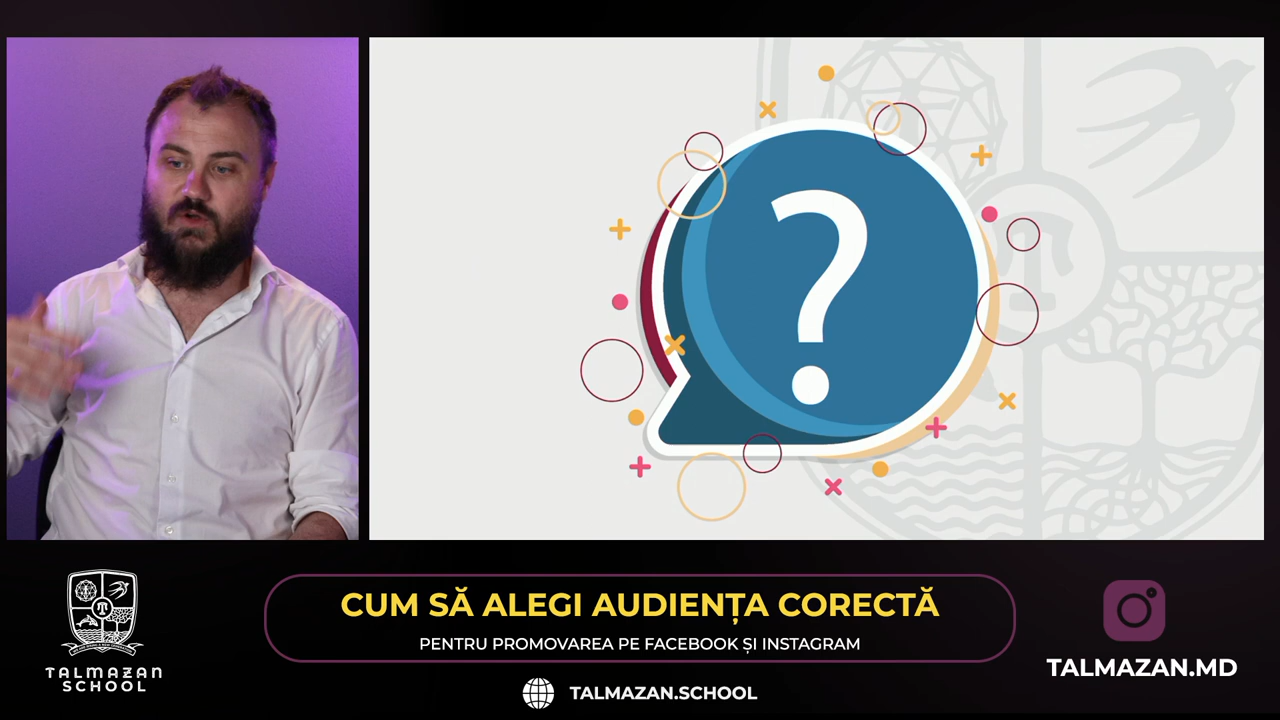 ?
CUM SĂ ALEGI AUDIENȚA CORECTĂ
PENTRU PROMOVAREA PE FACEBOOK ȘI INSTAGRAM
TALMAZAN
SCHOOL
TALMAZAN.SCHOOL
TALMAZAN.MD